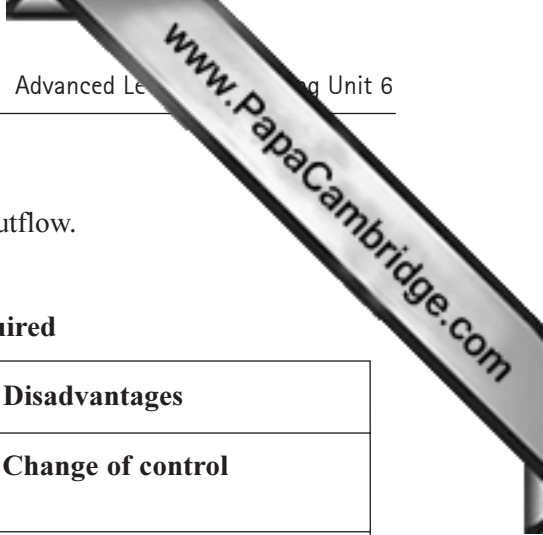 Advanced Le g Unit 6
www.PapaCambridge.com
utflow.
uired
Disadvantages
Change of control